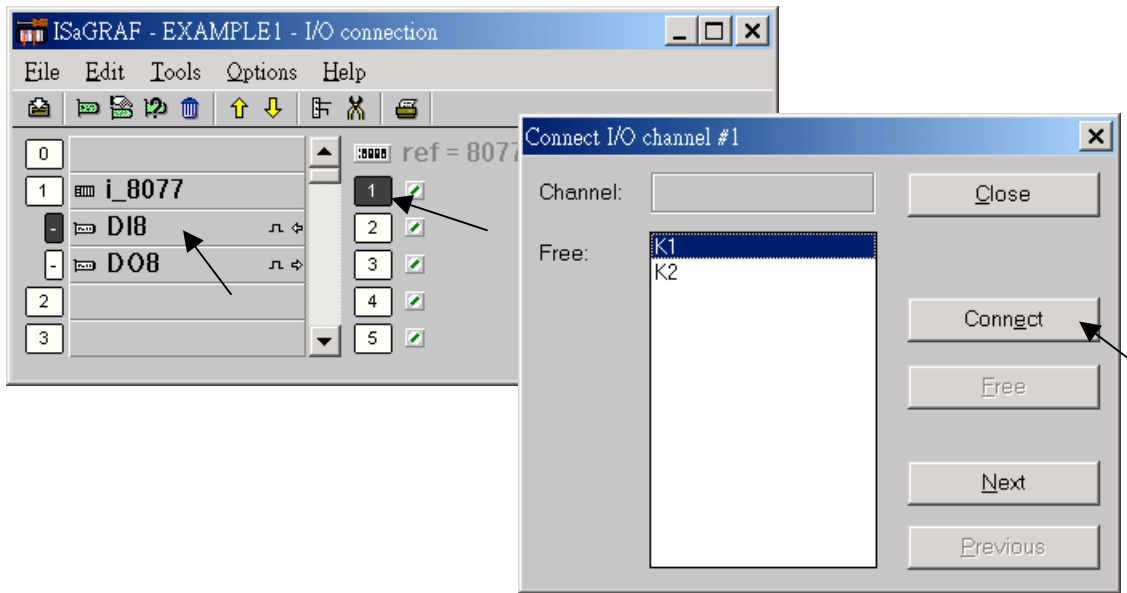 ISaGRAF - EXAMPLE1 - I/O connection
File Edit Tools Options Help
ref = 8077
0
1 i_8077
- DI8
- DO8
2
3
1
2
3
4
5
Connect I/O channel #1
Channel:
Close
Free:
K1
K2
Connect
Free
Next
Previous